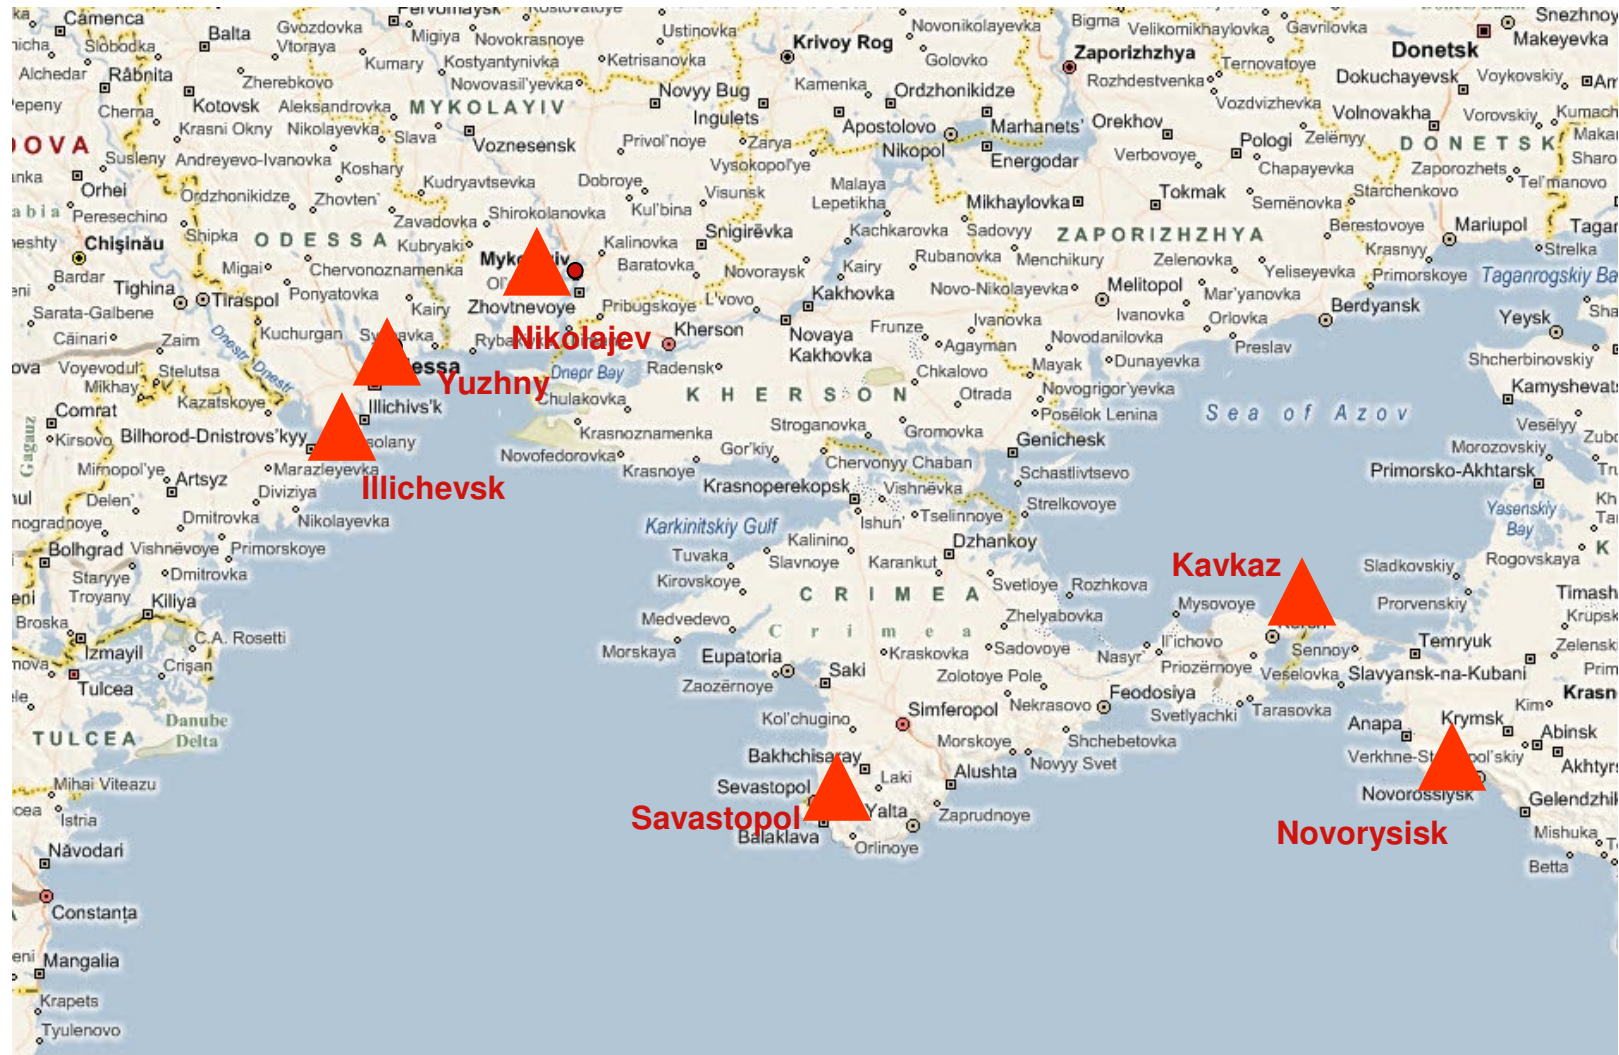 Camenca
Balta
Gvozdovka
Vtoraya
Pervomaysk
Migiya
Novokrasnoye
Ustinovka
Krivoy Rog
Novonikolayevka
Bigma
Velikomikhaylovka
Gavrilovka
Snezhnoy
Makeyevka
Donetsk
Slobodka
Kumary
Kostyantynivka
Ketrisanovka
Golovko
Zaporizhzhya
Ternovatoye
Alchedar
Râbnita
Zherebkovo
Novovasil'yevka
Novyy Bug
Kamenka
Ordzhonikidze
Rozhdestvenka
Dokuchayevsk
Voykovskiy
Cherna
Kotovsk
Aleksandrovka
MYKOLAYIV
Ingulets
Vozdvizhevka
Volnovakha
Vorovskiy
Krasni Okny
Nikolayevka
Slava
Voznesensk
Privol'noye
Zarya
Apostolovo
Marhanets'
Orekhov
Nikopol
Energodar
Pologi
Zelënyy
DONETSK
Susleny
Andreyevo-Ivanovka
Koshary
Vysokopol'ye
Verbovoye
Chapayevka
Zaporozhets
Orhei
Ordzhonikidze
Zhovten'
Kudryavtsevka
Dobroye
Visunsk
Malaya
Lepetikha
Mikhaylovka
Tokmak
Semënovka
Starchenkovo
Tel'manovo
Peresechino
Zavadovka
Shirokolanovka
Kul'bina
Chişinău
Shipka
ODESSA
Kubryaki
Kalinovka
Snigirëvka
Kachkarovka
Sadovyy
ZAPORIZHZHYA
Berestovoye
Mariupol
Strelka
Bardar
Migai
Chervonoznamenka
Baratovka
Novoraysk
Kairy
Rubanovka
Menchikury
Zelenovka
Yeliseyevka
Krasnyy
Primorskoye
Taganrogskiy Ba
Tighina
Tiraspol
Ponyatovka
Kairy
Zhovtnevoye
Pribugskoye
L'vovo
Kakhovka
Novo-Nikolayevka
Melitopol
Mar'yanovka
Berdyansk
Sarata-Galbene
Căinari
Zaim
Kuchurgan
Nikolajev
Kherson
Novaya
Kakhovka
Frunze
Ivanovka
Agayman
Novodanilovka
Ivanovka
Orlovka
Preslav
Yeysk
Voyevodul
Mikhay
Stelutsa
Dnestr
Dnestr
Yuzhny
Dnepr Bay
Radensk
Chkalovo
Mayak
Dunayevka
Shcherbinovskiy
Comrat
Kazatskoye
Illichivs'k
Chulakovka
KHERSON
Otrada
Novogrigor'yevka
Posëlok Lenina
Sea of Azov
Gagauz
Kirsovo
Bilhorod-Dnistrovs'kyy
Krasnoznamenka
Stroganovka
Gromovka
Genichesk
Vesëlyy
Morozovskiy
Mirnopol'ye
Artsyz
Marazleyevka
Novofedorovka
Krasnoye
Gor'kiy
Chervonyy Chaban
Schastlivtsevo
Primorsko-Akhtarsk
Delen'
Diviziya
Illichevsk
Krasnoperekopsk
Vishnëvka
Strelkovoye
Yasenskiy
Bay
Dmitrovka
Nikolayevka
Karkinitskiy Gulf
Ishun'
Tselinnoye
Bolhgrad
Vishnëvoye
Primorskoye
Tuvaka
Kalinino
Slavnoye
Karankut
Dzhankoy
Kavkaz
Sladkovskiy
Rogovskaya
Staryye
Troyany
Dmitrovka
Kirovskoye
CRIMEA
Svetloye
Rozhkova
Mysovoye
Prorvenskiy
Kiliya
Broska
C.A. Rosetti
Medvedevo
Crimea
Zhelyabovka
Izmayil
Crişan
Morskaya
Eupatoria
Kraskovka
Sadovoye
Nasyr'
Il'ichovo
Sennoy
Temryuk
Tulcea
Zaozërnoye
Saki
Zolotoye Pole
Priozërnoye
Veselovka
Slavyansk-na-Kubani
Danube
Delta
TULCEA
Kol'chugino
Simferopol
Nekrasovo
Feodosiya
Svetlyachki
Tarasovka
Anapa
Krymsk
Kim
Abinsk
Mihai Viteazu
Bakhchisaray
Morskoye
Shchebetovka
Novyy Svet
Istria
Sevastopol
Laki
Alushta
Novorossiysk
Savastopol
Yalta
Zaprudnoye
Novorysisk
Mishuka
Năvodari
Balaklava
Orlinoye
Betta
Constanţa
Mangalia
Krapets
Tyulenovo